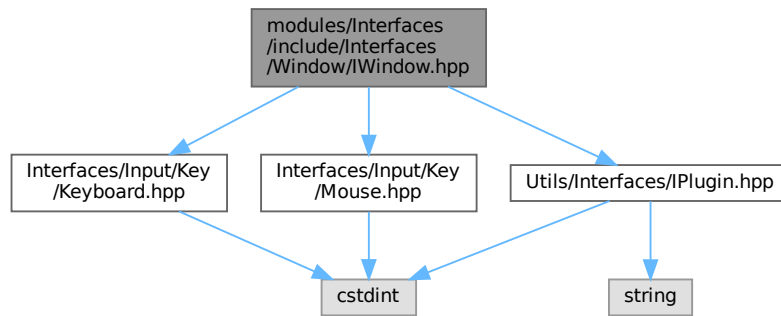 modules/Interfaces
/include/Interfaces
/Window/IWindow.hpp
Interfaces/Input/Key
/Keyboard.hpp
Interfaces/Input/Key
/Mouse.hpp
Utils/Interfaces/IPlugin.hpp
cstdint
string